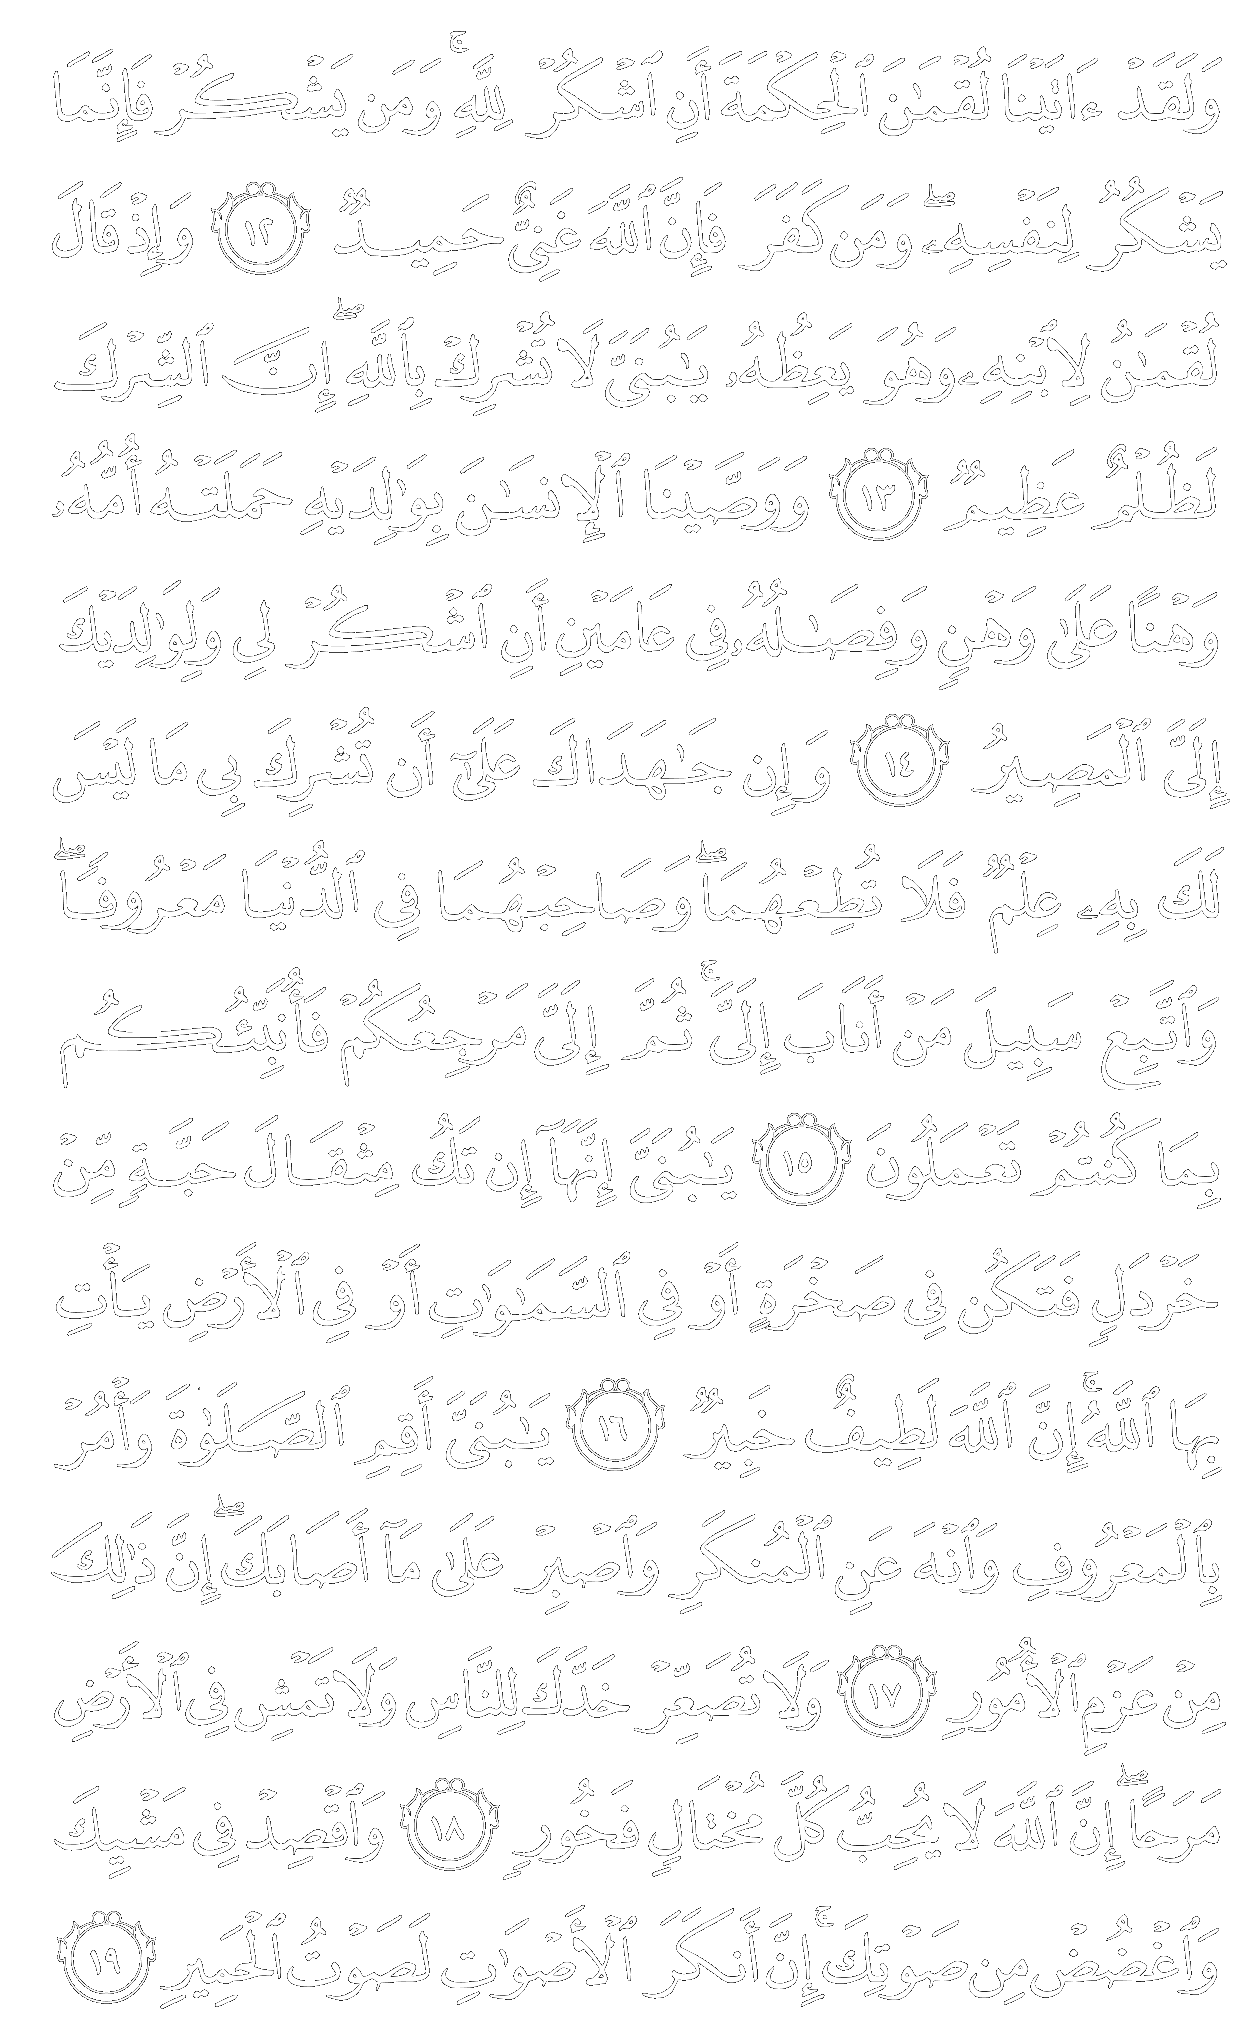 وَلَقَدْ ءَاتَيْنَا لُقْمَـٰنَ ٱلْحِكْمَةَ أَنِ ٱشْكُرْ لِلَّهِ ۚ وَمَن يَشْكُرْ فَإِنَّمَا
يَشْكُرُ لِنَفْسِهِۦ ۖ وَمَن كَفَرَ فَإِنَّ ٱللَّهَ غَنِىٌّ حَمِيدٌ ١٢ وَإِذْ قَالَ
لُقْمَـٰنُ لِٱبْنِهِۦ وَهُوَ يَعِظُهُۥ يَـٰبُنَىَّ لَا تُشْرِكْ بِٱللَّهِ ۖ إِنَّ ٱلشِّرْكَ
لَظُلْمٌ عَظِيمٌ ١٣ وَوَصَّيْنَا ٱلْإِنسَـٰنَ بِوَٰلِدَيْهِ حَمَلَتْهُ أُمُّهُۥ
وَهْنًا عَلَىٰ وَهْنٍ وَفِصَـٰلُهُۥ فِى عَامَيْنِ أَنِ ٱشْكُرْ لِى وَلِوَٰلِدَيْكَ
إِلَىَّ ٱلْمَصِيرُ ١٤ وَإِن جَـٰهَدَاكَ عَلَىٰٓ أَن تُشْرِكَ بِى مَا لَيْسَ
لَكَ بِهِۦ عِلْمٌ فَلَا تُطِعْهُمَا ۖ وَصَاحِبْهُمَا فِى ٱلدُّنْيَا مَعْرُوفًا ۖ
وَٱتَّبِعْ سَبِيلَ مَنْ أَنَابَ إِلَىَّ ۚ ثُمَّ إِلَىَّ مَرْجِعُكُمْ فَأُنَبِّئُكُم
بِمَا كُنتُمْ تَعْمَلُونَ ١٥ يَـٰبُنَىَّ إِنَّهَآ إِن تَكُ مِثْقَالَ حَبَّةٍ مِّنْ
خَرْدَلٍ فَتَكُن فِى صَخْرَةٍ أَوْ فِى ٱلسَّمَـٰوَٰتِ أَوْ فِى ٱلْأَرْضِ يَأْتِ
بِهَا ٱللَّهُ ۚ إِنَّ ٱللَّهَ لَطِيفٌ خَبِيرٌ ١٦ يَـٰبُنَىَّ أَقِمِ ٱلصَّلَوٰةَ وَأْمُرْ
بِٱلْمَعْرُوفِ وَٱنْهَ عَنِ ٱلْمُنكَرِ وَٱصْبِرْ عَلَىٰ مَآ أَصَابَكَ ۖ إِنَّ ذَٰلِكَ
مِنْ عَزْمِ ٱلْأُمُورِ ١٧ وَلَا تُصَعِّرْ خَدَّكَ لِلنَّاسِ وَلَا تَمْشِ فِى ٱلْأَرْضِ
مَرَحًا ۖ إِنَّ ٱللَّهَ لَا يُحِبُّ كُلَّ مُخْتَالٍ فَخُورٍ ١٨ وَٱقْصِدْ فِى مَشْيِكَ
وَٱغْضُضْ مِن صَوْتِكَ ۚ إِنَّ أَنكَرَ ٱلْأَصْوَٰتِ لَصَوْتُ ٱلْحَمِيرِ ١٩